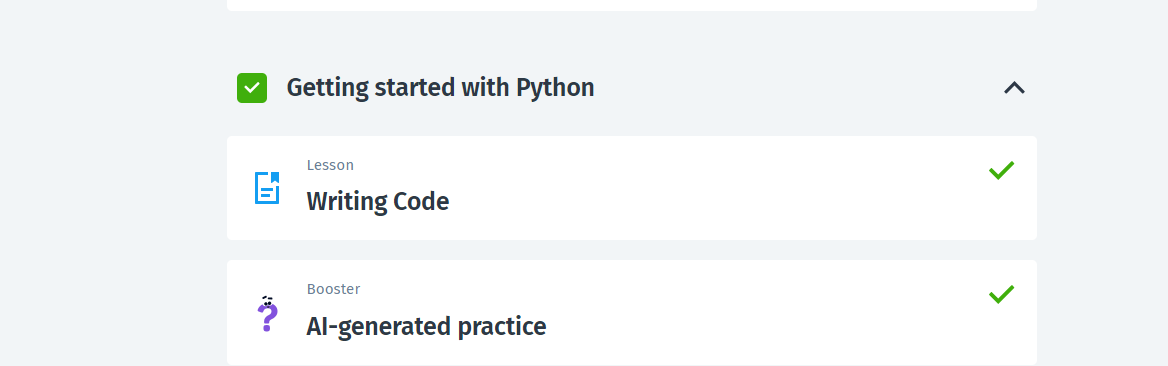 Getting started with Python
Lesson
Writing Code
Booster
AI-generated practice